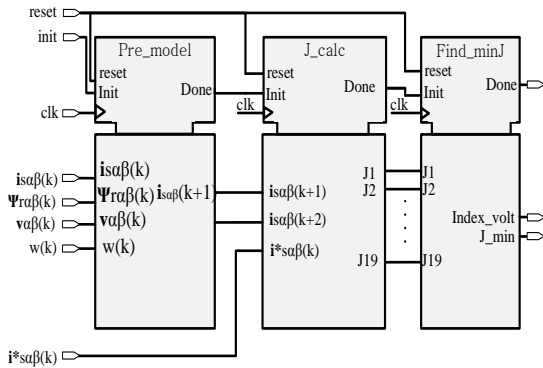 reset
init
clk
isαβ(k)
Ψrαβ(k)
vαβ(k)
w(k)
i*sαβ(k)
Pre_model
reset
Init
Done
isαβ(k)
Ψrαβ(k)
isαβ(k+1)
vαβ(k)
w(k)
J_calc
reset
Init
Done
clk
isαβ(k+1)
isαβ(k+2)
i*sαβ(k)
J1
J2
J19
Find_minJ
reset
Init
Done
clk
J1
J2
J19
Index_volt
J_min